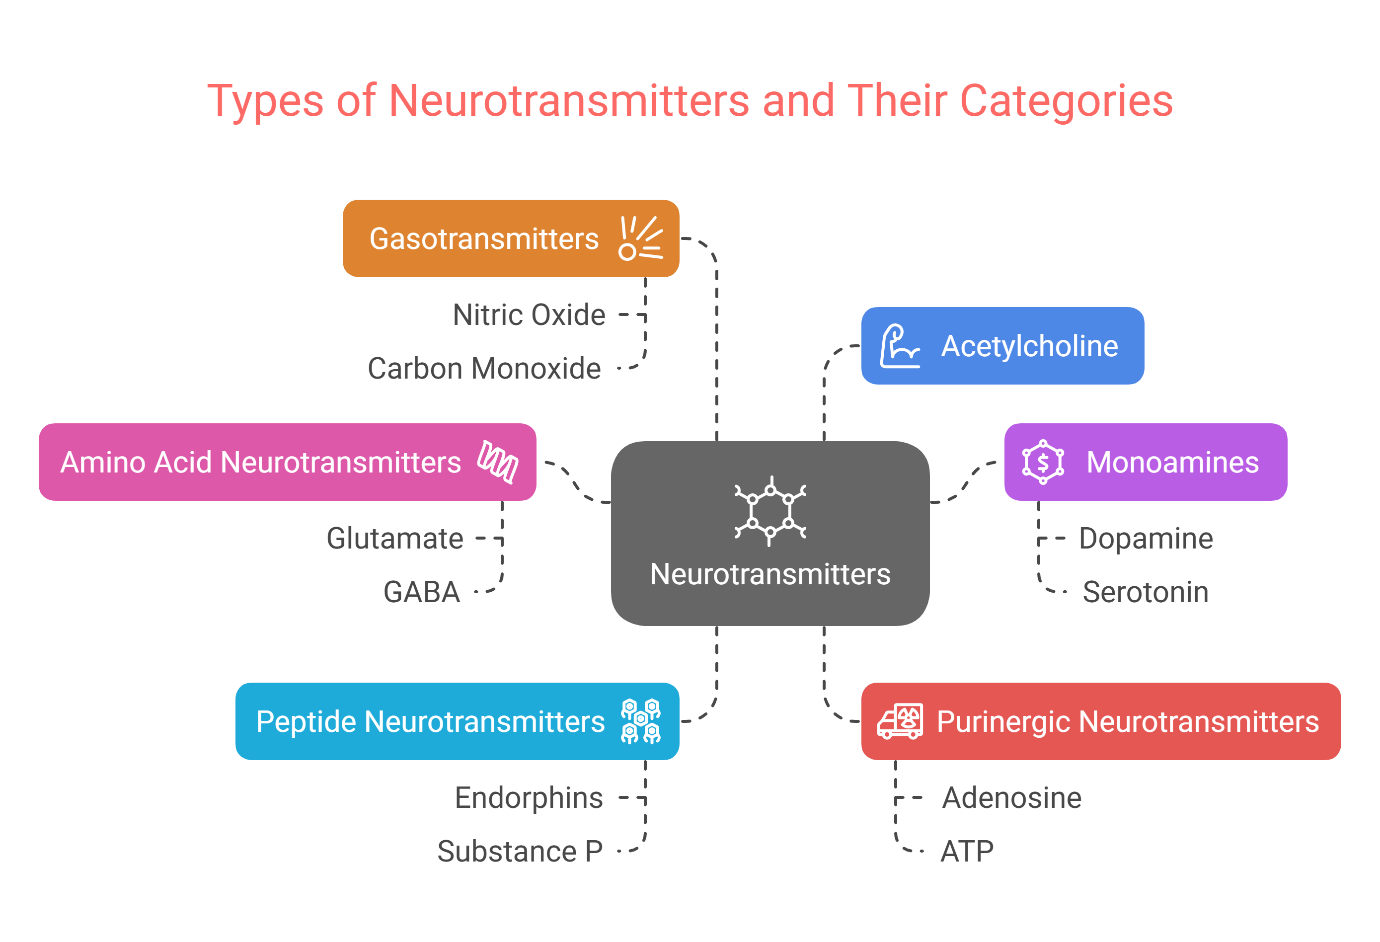 Types of Neurotransmitters and Their Categories
Gasotransmitters
Nitric Oxide
Carbon Monoxide
Acetylcholine
Amino Acid Neurotransmitters
Glutamate
GABA
Monoamines
$
Dopamine
Serotonin
Neurotransmitters
Peptide Neurotransmitters
Endorphins
Substance P
Purinergic Neurotransmitters
Adenosine
ATP